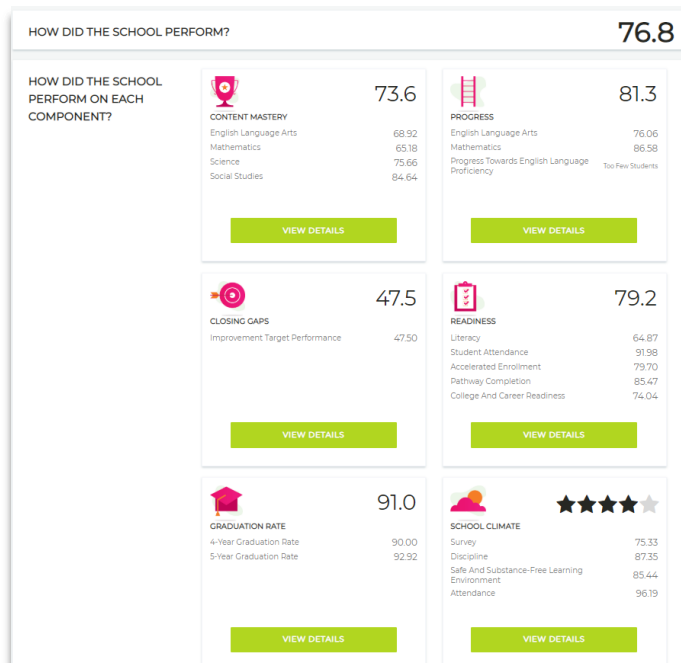 HOW DID THE SCHOOL PERFORM?
76.8
HOW DID THE SCHOOL
PERFORM ON EACH
COMPONENT?
73.6
CONTENT MASTERY
English Language Arts 68.92
Mathematics 65.18
Science 75.66
Social Studies 84.64
VIEW DETAILS
81.3
PROGRESS
English Language Arts 76.06
Mathematics 86.58
Progress Towards English Language
Proficiency
Too Few Students
VIEW DETAILS
47.5
CLOSING GAPS
Improvement Target Performance 47.50
VIEW DETAILS
79.2
READINESS
Literacy 64.87
Student Attendance 91.98
Accelerated Enrollment 79.70
Pathway Completion 85.47
College And Career Readiness 74.04
VIEW DETAILS
91.0
GRADUATION RATE
4-Year Graduation Rate 90.00
5-Year Graduation Rate 92.92
VIEW DETAILS
SCHOOL CLIMATE
Survey 75.33
Discipline 87.35
Safe And Substance-Free Learning
Environment
85.44
Attendance 96.19
VIEW DETAILS